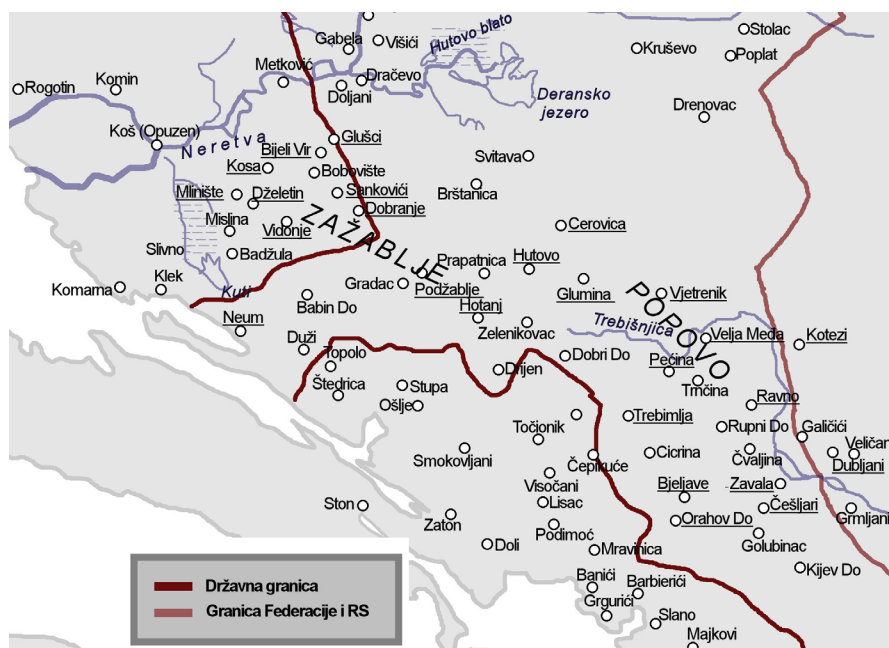 Stolac
Gabela
Višići
Hutovo blato
Kruševo
Poplat
Metković
Dračevo
Rogotin
Komin
Doljani
Deransko
jezero
Drenovac
Koš (Opuzen)
Neretva
Glušci
Bijeli Vir
Svitava
Kosa
Bobovište
Mlinište
Dželetin
Sankovići
Brštanica
Dobranje
Mislina
Vidonje
ZAŽABLJE
Cerovica
Slivno
Badžula
Prapatnica
Hutovo
Komarna
Klek
Kuti
Gradac
Podžablje
Glumina
Vjetrenik
Babin Do
Hotanj
POPOVO
Neum
Zelenikovac
Trebišnjica
Velja Međa
Kotezi
Duži
Topolo
Drijen
Dobri Do
Pećina
Štedrica
Stupa
Trnčina
Ošlje
Ravno
Točionik
Trebimlja
Rupni Do
Galičići
Smokovljani
Čepikuće
Cicrina
Čvaljina
Veličan
Dubljani
Visočani
Bjeljave
Zavala
Ston
Lisac
Zaton
Podimoć
Orahov Do
Češljari
Grmljani
Doli
Mravinica
Golubinac
Kijev Do
Banići
Barbierići
Grgurići
Slano
Majkovi
Državna granica
Granica Federacije i RS